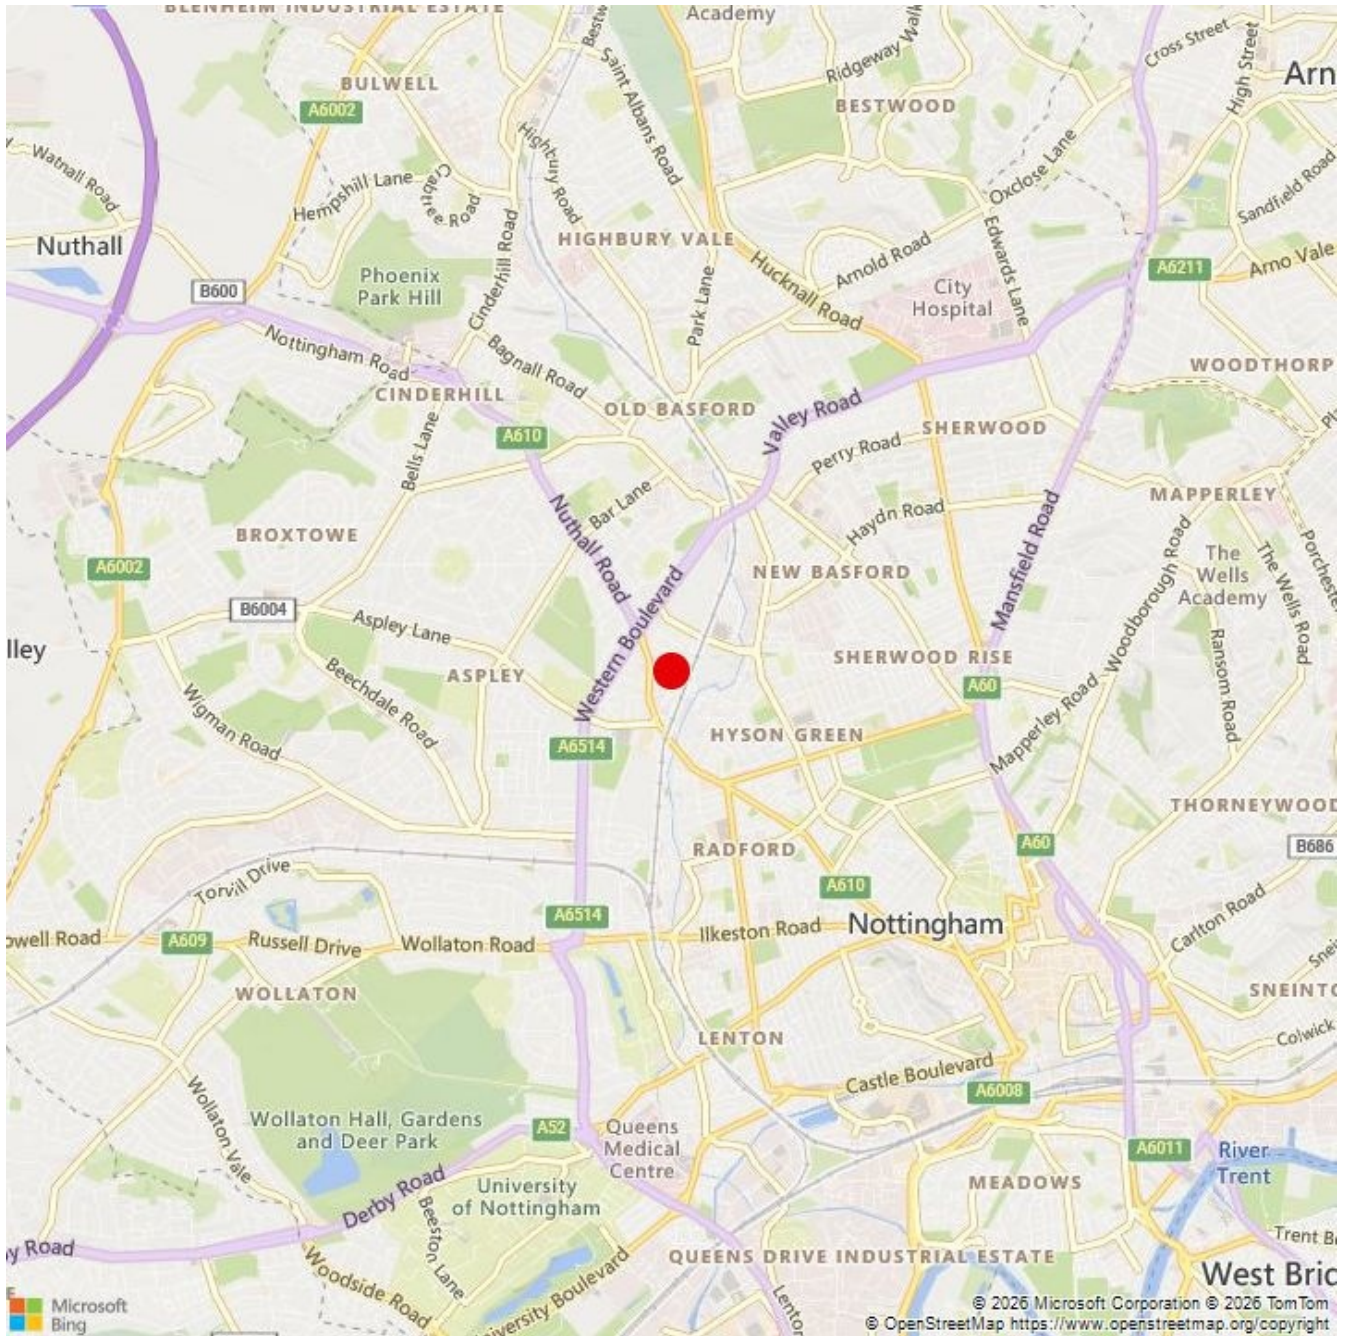 BLENHEIM INDUSTRIAL ESTATE
Academy
Cross Street
Ridgeway Walk
High Street
Saint Albans Road
Arn
BULWELL
A6002
BESTWOOD
Watnall Road
Highbury Road
Hempshill Lane
Crabtree Road
Oxclose Lane
Sandfield Road
Nuthall
HIGHBURY VALE
Cinderhill Road
Edwards Lane
Arnold Road
Hucknall Road
Phoenix
Park Hill
A6211
Arno Vale
B600
Park Lane
City
Hospital
Nottingham Road
Bagnall Road
WOODTHORP
CINDERHILL
OLD BASFORD
Valley Road
A610
SHERWOOD
Bells Lane
Perry Road
Bar Lane
MAPPERLEY
Haydn Road
Nuthall Road
Mansfield Road
BROXTOWE
Woodborough Road
The
Wells
Academy
The Wells Road
Porchester
A6002
NEW BASFORD
B6004
Aspley Lane
Western Boulevard
lley
ASPLEY
SHERWOOD RISE
Ransom Road
Beechdale Road
A60
Wigman Road
Mapperley Road
HYSON GREEN
A6514
THORNEYWOOD
A60
B686
RADFORD
Torvill Drive
A610
A6514
Nottingham
Carlton Road
owell Road
A609
Russell Drive
Wollaton Road
Ilkeston Road
WOLLATON
SNEINTO
LENTON
Colwick
Castle Boulevard
Wollaton Vale
A6008
Wollaton Hall, Gardens
and Deer Park
A52
Queens
Medical
Centre
A6011
River
Trent
Derby Road
University
of Nottingham
MEADOWS
Beeston Lane
y Road
QUEENS DRIVE INDUSTRIAL ESTATE
Woodside Road
University Boulevard
Lenton
West Bric
Microsoft
Bing
© 2026 Microsoft Corporation © 2026 TomTom
© OpenStreetMap https://www.openstreetmap.org/copyright